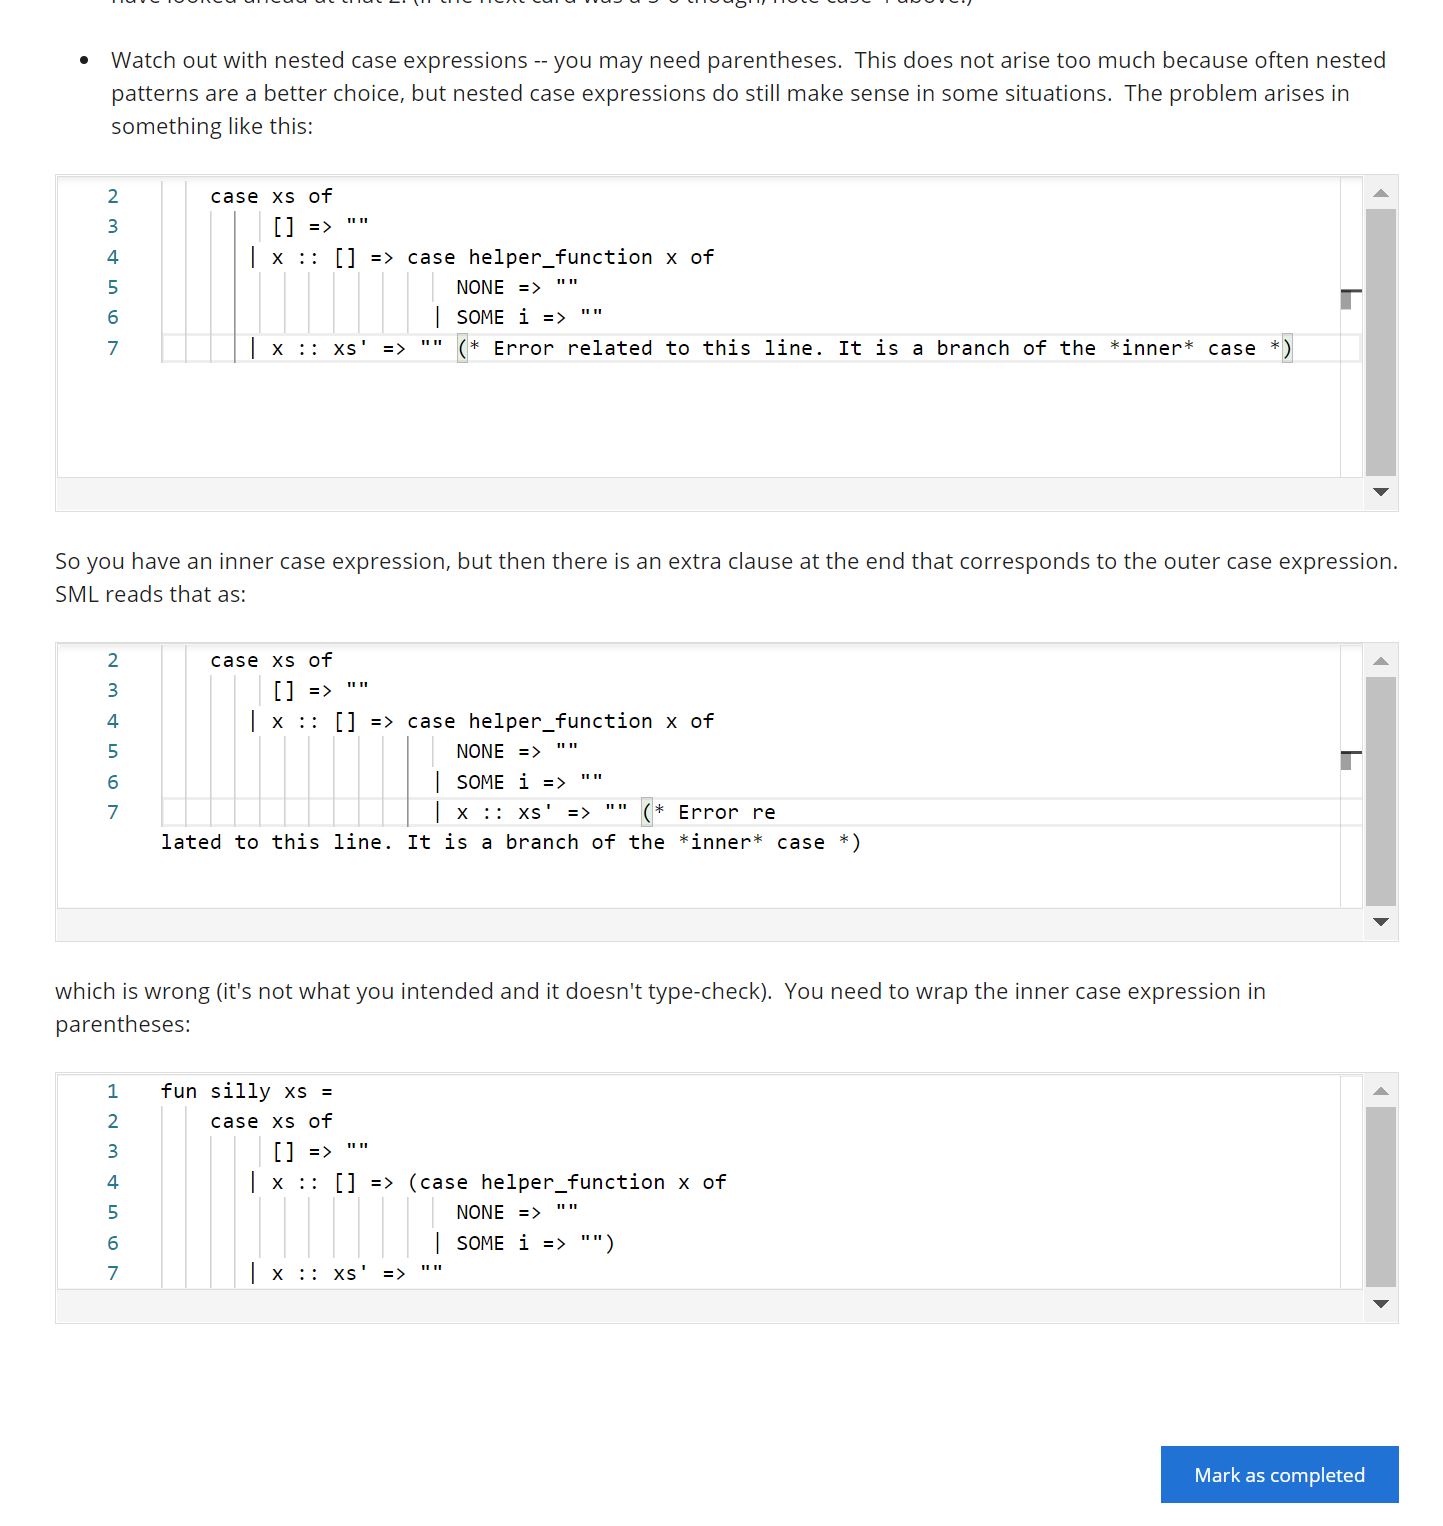 Watch out with nested case expressions -- you may need parentheses.  This does not arise too much because often nested
patterns are a better choice, but nested case expressions do still make sense in some situations.  The problem arises in
something like this:
2 case xs of
3 [] => ""
4 | x :: [] => case helper_function x of
5 NONE => ""
6 | SOME i => ""
7 | x :: xs' => "" (* Error related to this line. It is a branch of the *inner* case *)
So you have an inner case expression, but then there is an extra clause at the end that corresponds to the outer case expression.
SML reads that as:
2 case xs of
3 [] => ""
4 | x :: [] => case helper_function x of
5 NONE => ""
6 | SOME i => ""
7 | x :: xs' => "" (* Error re
lated to this line. It is a branch of the *inner* case *)
which is wrong (it's not what you intended and it doesn't type-check).  You need to wrap the inner case expression in
parentheses:
1 fun silly xs =
2 case xs of
3 [] => ""
4 | x :: [] => (case helper_function x of
5 NONE => ""
6 | SOME i => "")
7 | x :: xs' => ""
Mark as completed